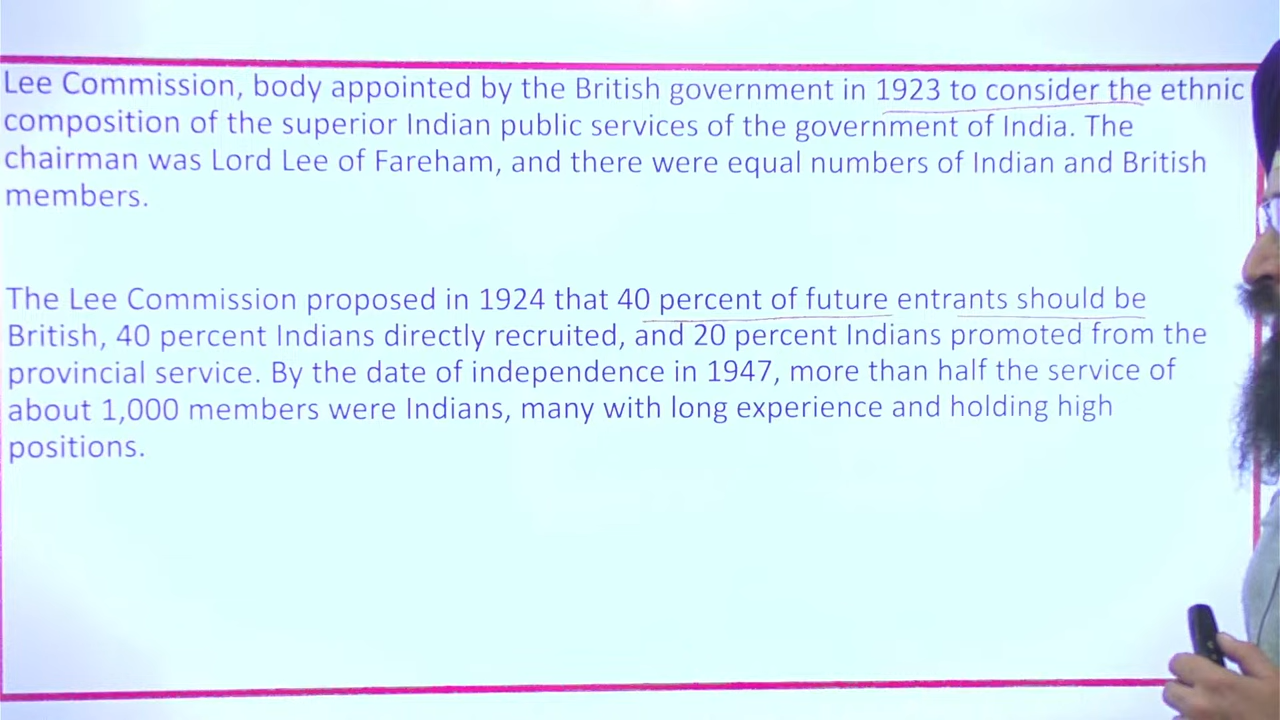 Lee Commission, body appointed by the British government in 1923 to consider the ethnic
composition of the superior Indian public services of the government of India. The
chairman was Lord Lee of Fareham, and there were equal numbers of Indian and British
members.
The Lee Commission proposed in 1924 that 40 percent of future entrants should be
British, 40 percent Indians directly recruited, and 20 percent Indians promoted from the
provincial service. By the date of independence in 1947, more than half the service of
about 1,000 members were Indians, many with long experience and holding high
positions.